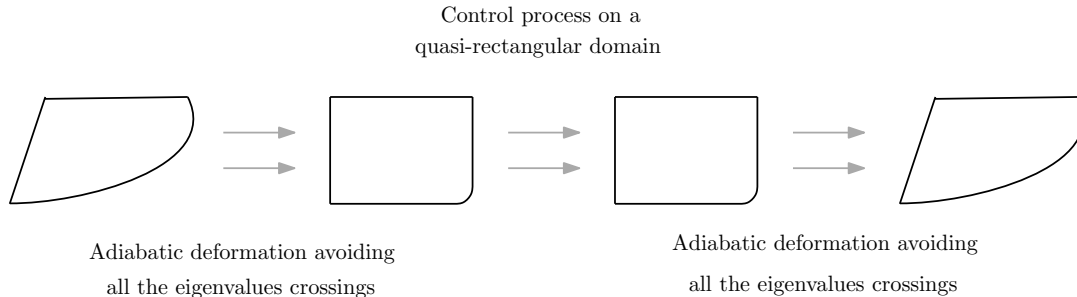 Control process on a
quasi-rectangular domain
Adiabatic deformation avoiding
all the eigenvalues crossings
Adiabatic deformation avoiding
all the eigenvalues crossings